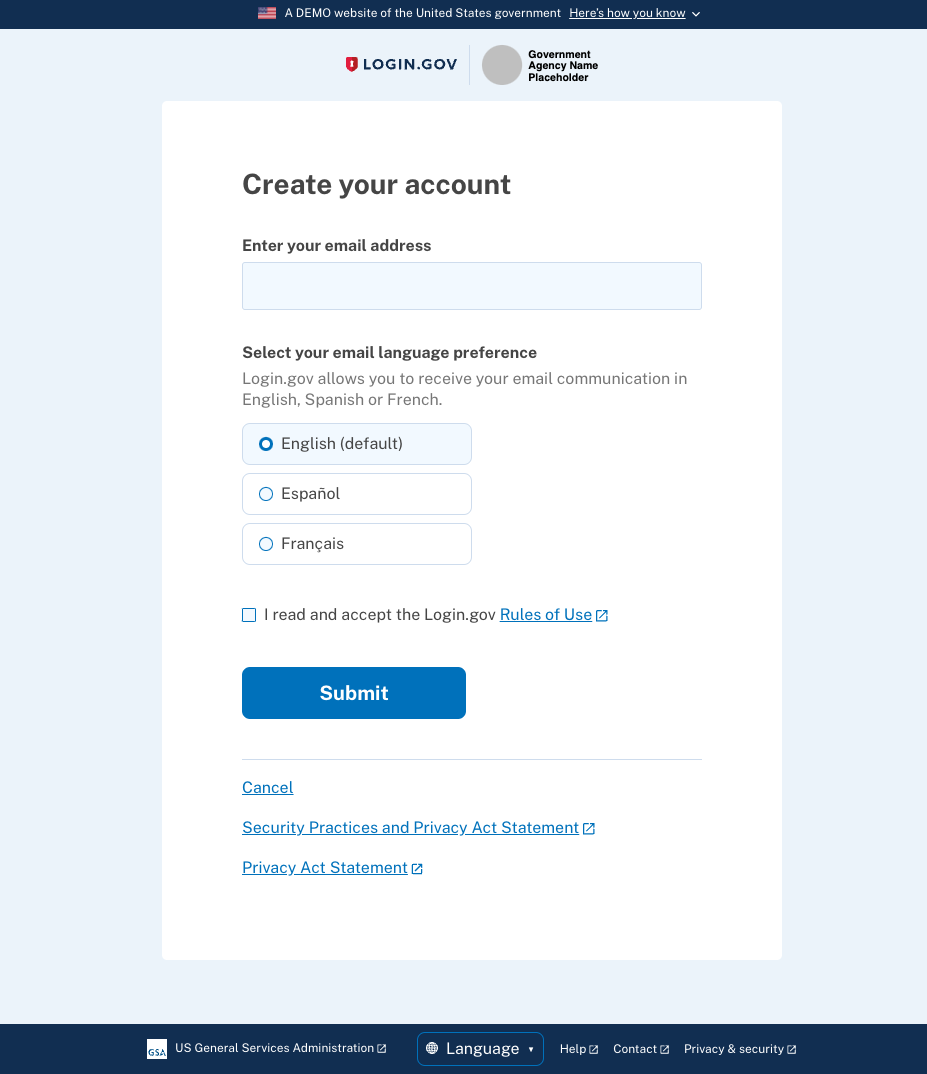 A DEMO website of the United States government Here's how you know
LOGIN.GOV
Government
Agency Name
Placeholder
Create your account
Enter your email address
Select your email language preference
Login.gov allows you to receive your email communication in
English, Spanish or French.
English (default)
Español
Français
I read and accept the Login.gov Rules of Use
Submit
Cancel
Security Practices and Privacy Act Statement
Privacy Act Statement
GSA US General Services Administration Language Help Contact Privacy & security